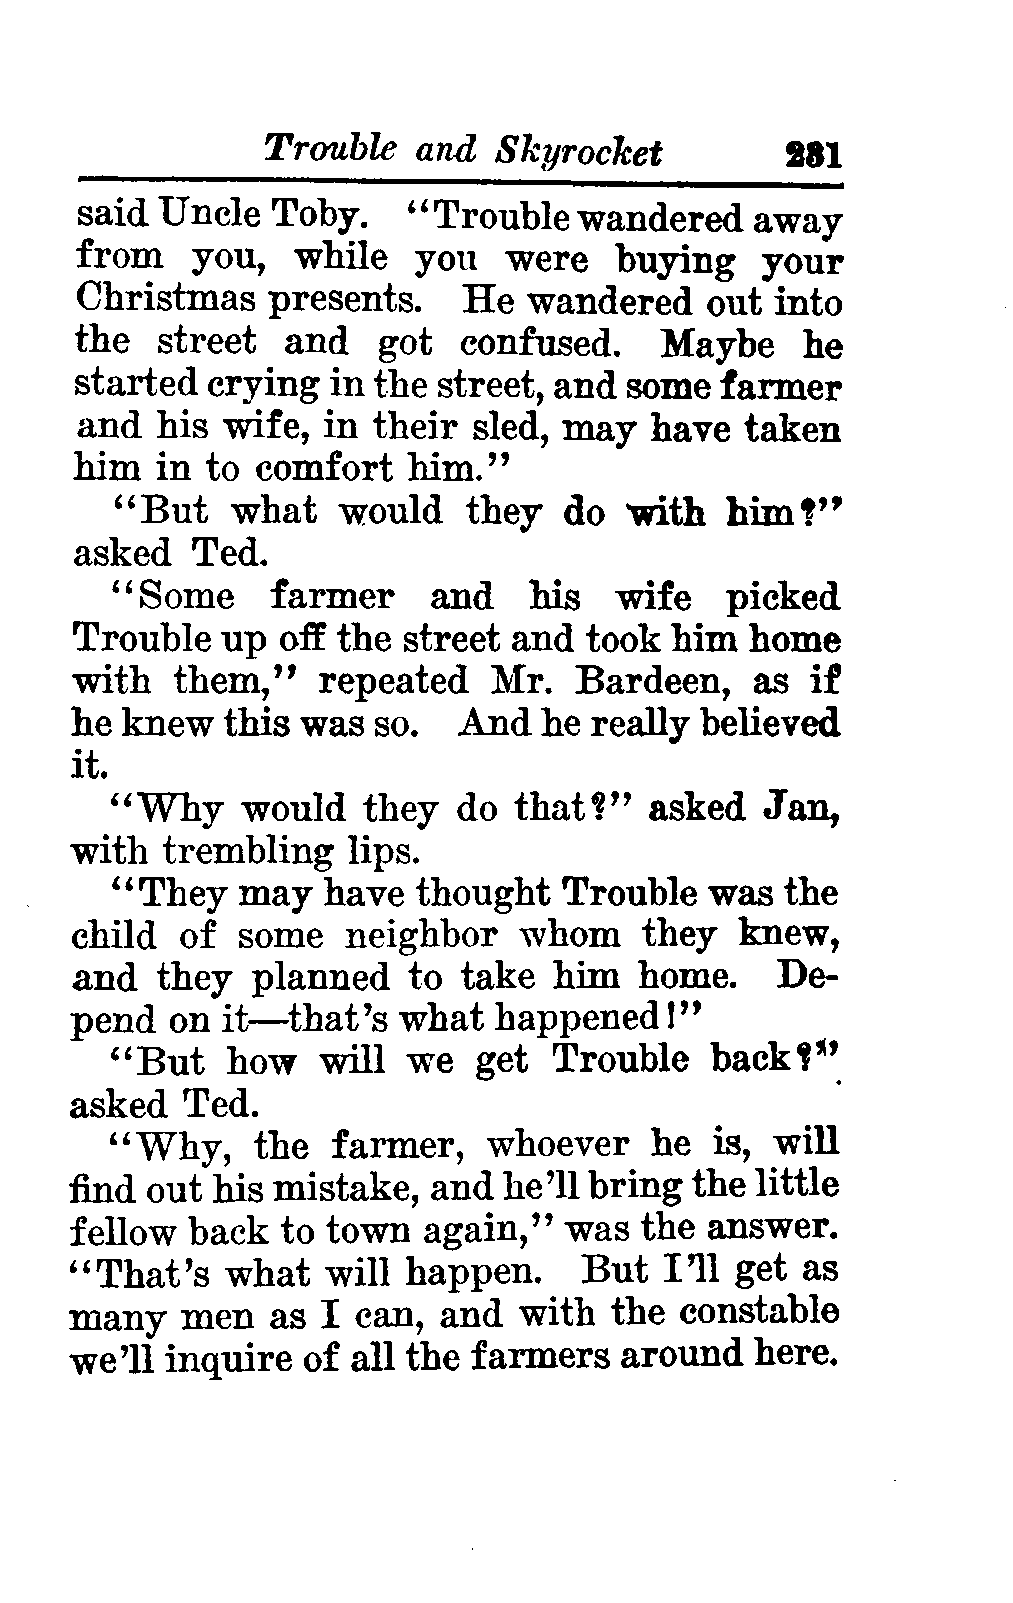 Trouble and Skyrocket 231
said Uncle Toby. “Trouble wandered away
from you, while you were buying your
Christmas presents. He wandered out into
the street and got confused. Maybe he
started crying in the street, and some farmer
and his wife, in their sled, may have taken
him in to comfort him.”
“But what would they do with him?”
asked Ted.
“Some farmer and his wife picked
Trouble up off the street and took him home
with them,” repeated Mr. Bardeen, as if
he knew this was so. And he really believed
it.
“Why would they do that?” asked Jan,
with trembling lips.
“They may have thought Trouble was the
child of some neighbor whom they knew,
and they planned to take him home. De-
pend on it—that’s what happened!”
“But how will we get Trouble back?”
asked Ted.
“Why, the farmer, whoever he is, will
find out his mistake, and he’ll bring the little
fellow back to town again,” was the answer.
“That’s what will happen. But I’ll get as
many men as I can, and with the constable
we’ll inquire of all the farmers around here.